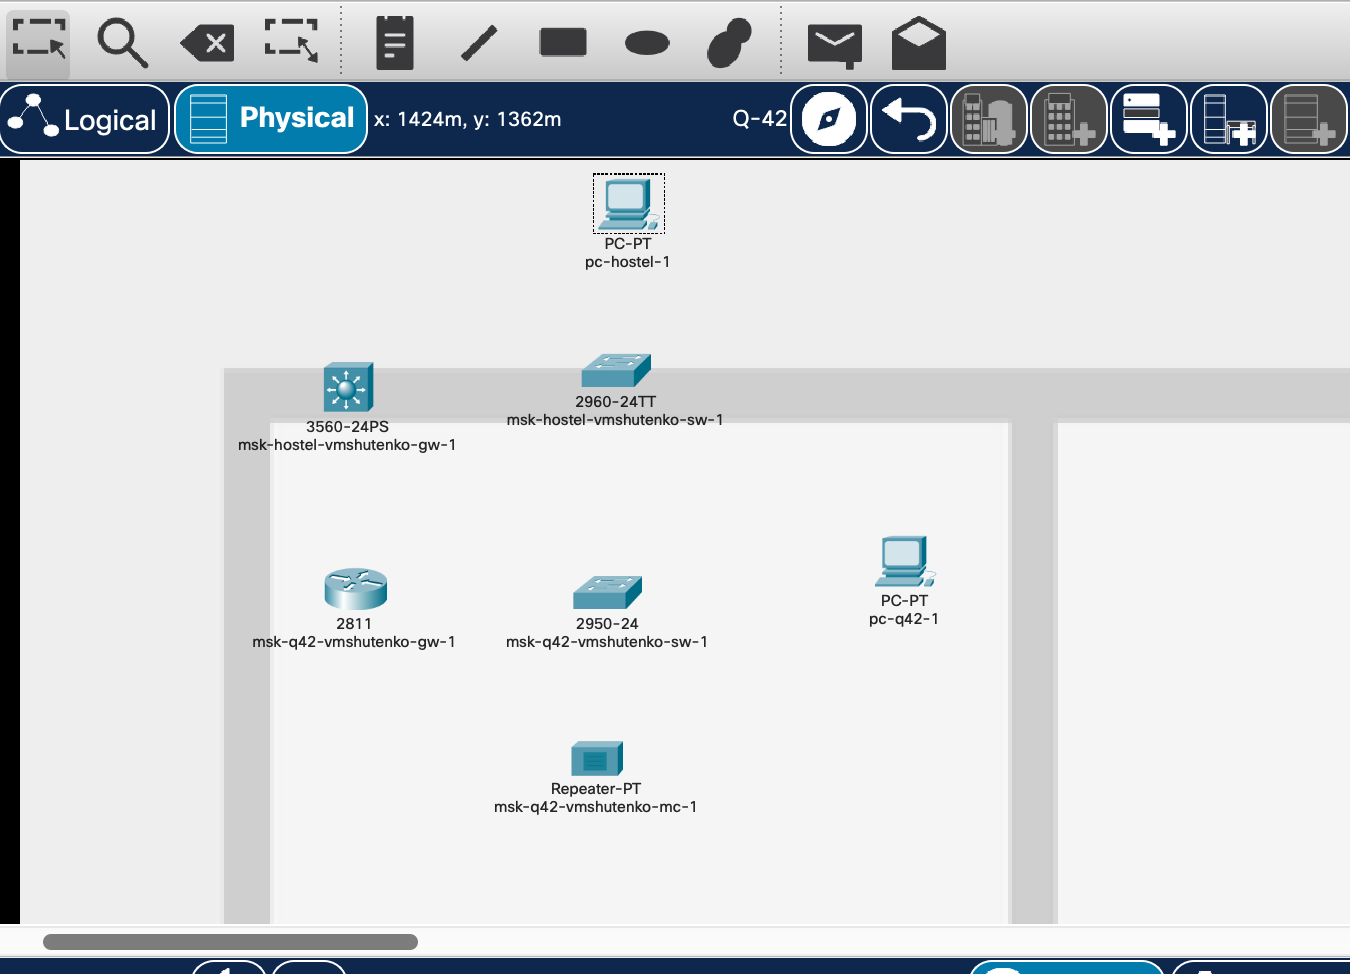 Logical
Physical
x: 1424m, y: 1362m
Q-42
PC-PT
pc-hostel-1
3560-24PS
msk-hostel-vmshutenko-gw-1
2960-24TT
msk-hostel-vmshutenko-sw-1
2811
msk-q42-vmshutenko-gw-1
2950-24
msk-q42-vmshutenko-sw-1
PC-PT
pc-q42-1
Repeater-PT
msk-q42-vmshutenko-mc-1